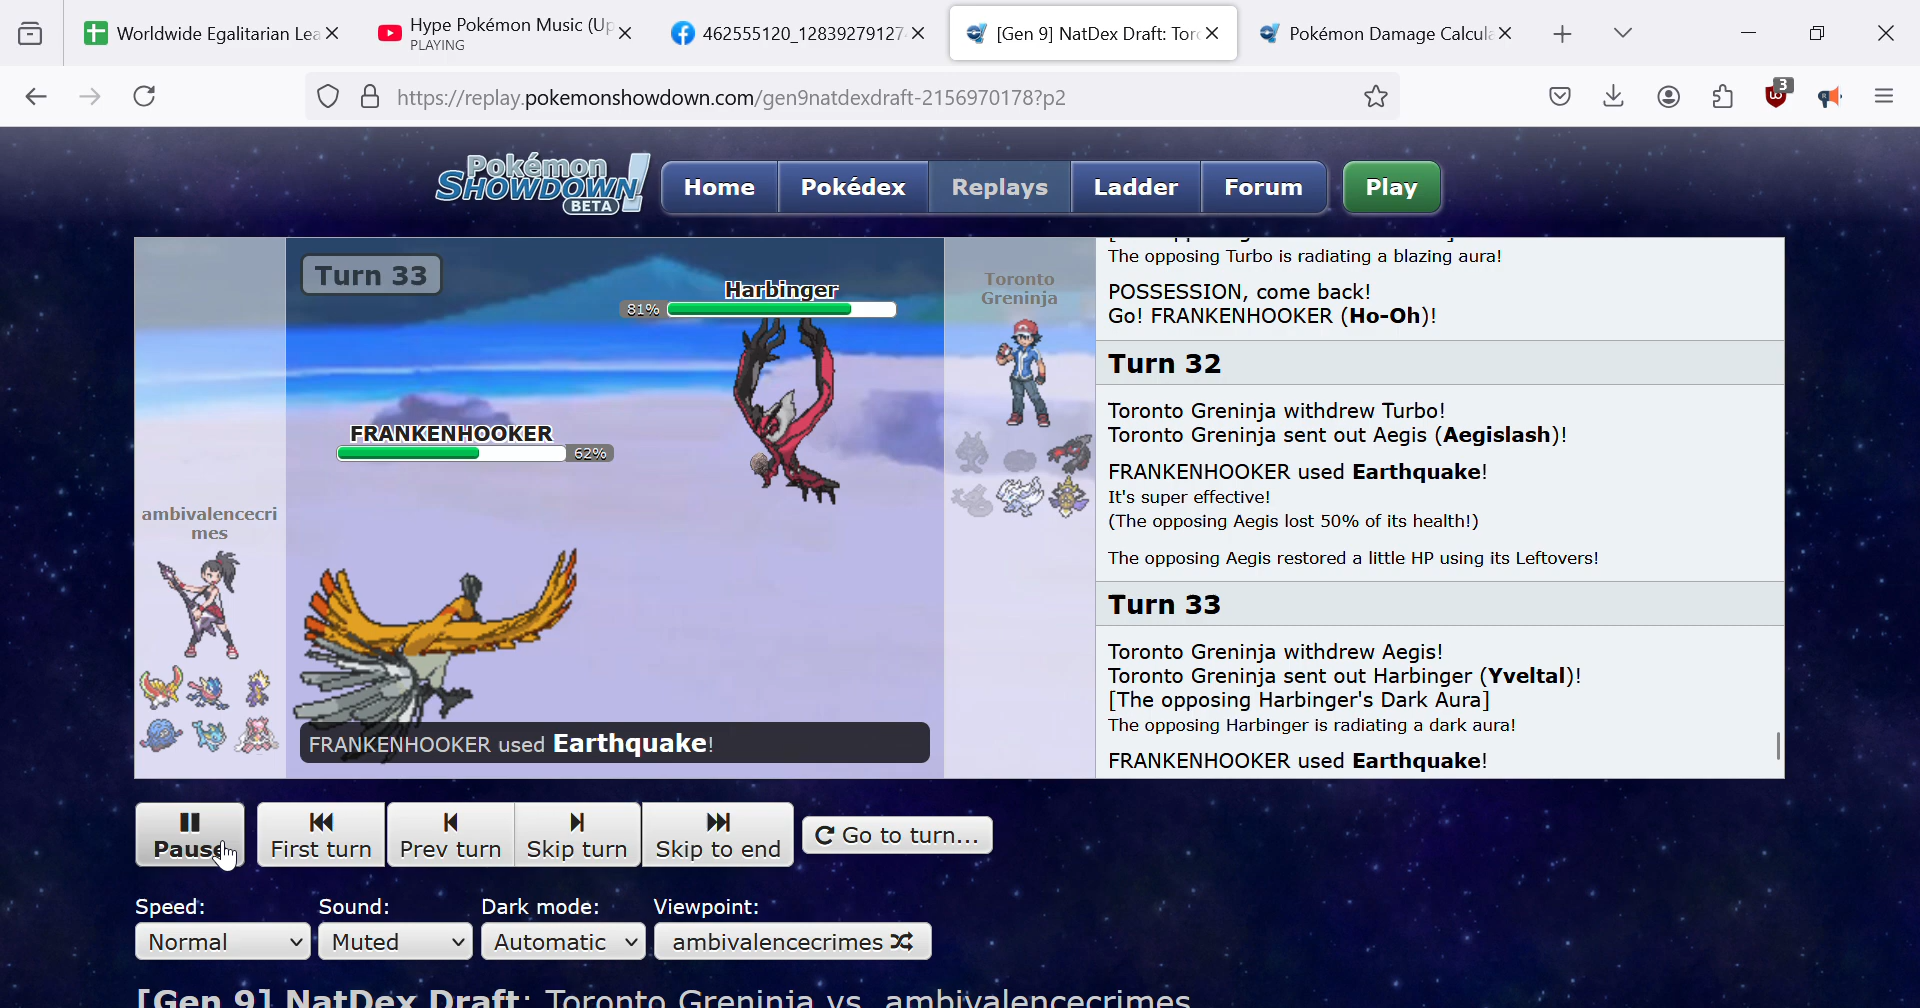 Worldwide Egalitarian Lea
Hype Pokémon Music (Up
PLAYING
462555120_12839279127
[Gen 9] NatDex Draft: Toro
Pokémon Damage Calcula
https://replay.pokemonshowdown.com/gen9natdexdraft-2156970178?p2
3
Pokémon
SHOWDOWN!
BETA
Home
Pokédex
Replays
Ladder
Forum
Play
Turn 33
Harbinger
81%
FRANKENHOOKER
62%
ambivalencecri
mes
Toronto
Greninja
FRANKENHOOKER used Earthquake!
The opposing Turbo is radiating a blazing aura!
POSSESSION, come back!
Go! FRANKENHOOKER (Ho-Oh)!
Turn 32
Toronto Greninja withdrew Turbo!
Toronto Greninja sent out Aegis (Aegislash)!
FRANKENHOOKER used Earthquake!
It's super effective!
(The opposing Aegis lost 50% of its health!)
The opposing Aegis restored a little HP using its Leftovers!
Turn 33
Toronto Greninja withdrew Aegis!
Toronto Greninja sent out Harbinger (Yveltal)!
[The opposing Harbinger's Dark Aura]
The opposing Harbinger is radiating a dark aura!
FRANKENHOOKER used Earthquake!
Pause
First turn
Prev turn
Skip turn
Skip to end
Go to turn...
Speed:
Sound:
Dark mode:
Viewpoint:
Normal
Muted
Automatic
ambivalencecrimes
[Gen 9] NatDex Draft: Toronto Greninja vs. ambivalencecrimes